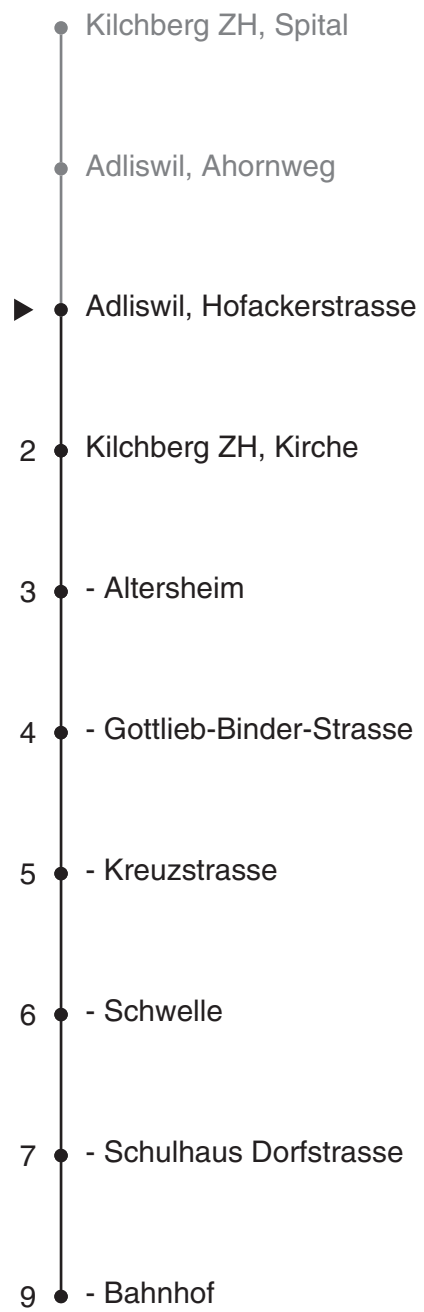 Kilchberg ZH, Spital
Adliswil, Ahornweg
Adliswil, Hofackerstrasse
2 Kilchberg ZH, Kirche
3 - Altersheim
4 - Gottlieb-Binder-Strasse
5 - Kreuzstrasse
6 - Schwelle
7 - Schulhaus Dorfstrasse
9 - Bahnhof